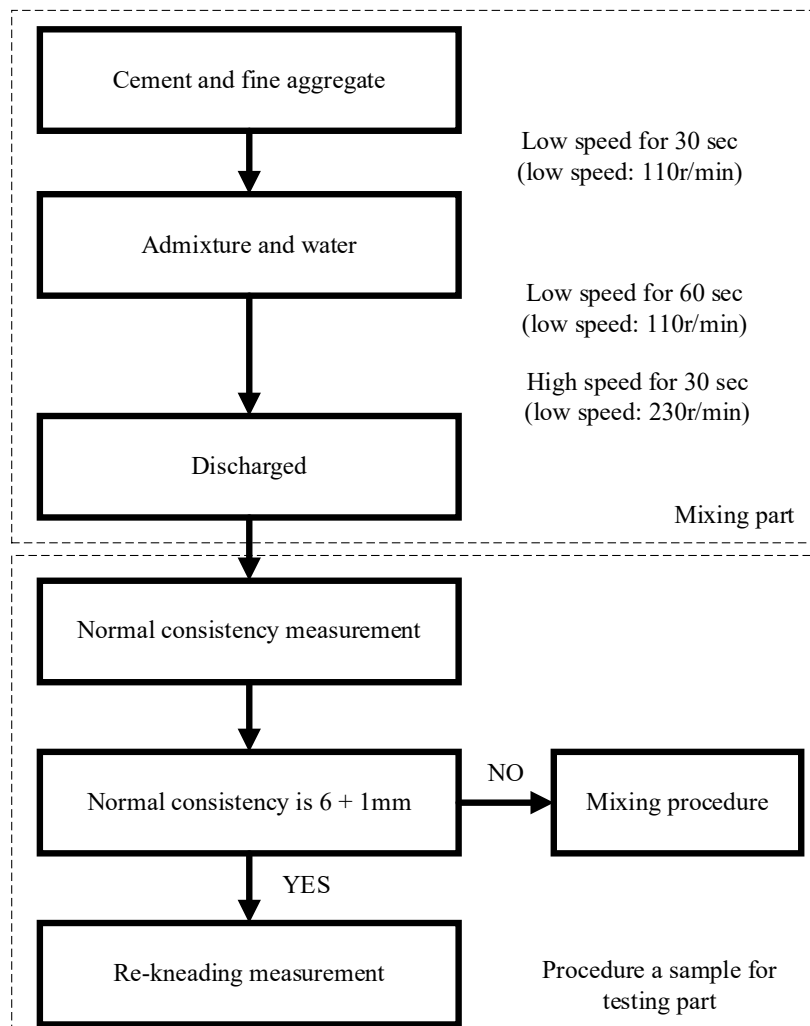 Cement and fine aggregate
Low speed for 30 sec
(low speed: 110r/min)
Admixture and water
Low speed for 60 sec
(low speed: 110r/min)
High speed for 30 sec
(low speed: 230r/min)
Discharged
Mixing part
Normal consistency measurement
NO
Normal consistency is 6 + 1mm
Mixing procedure
YES
Re-kneading measurement
Procedure a sample for
testing part